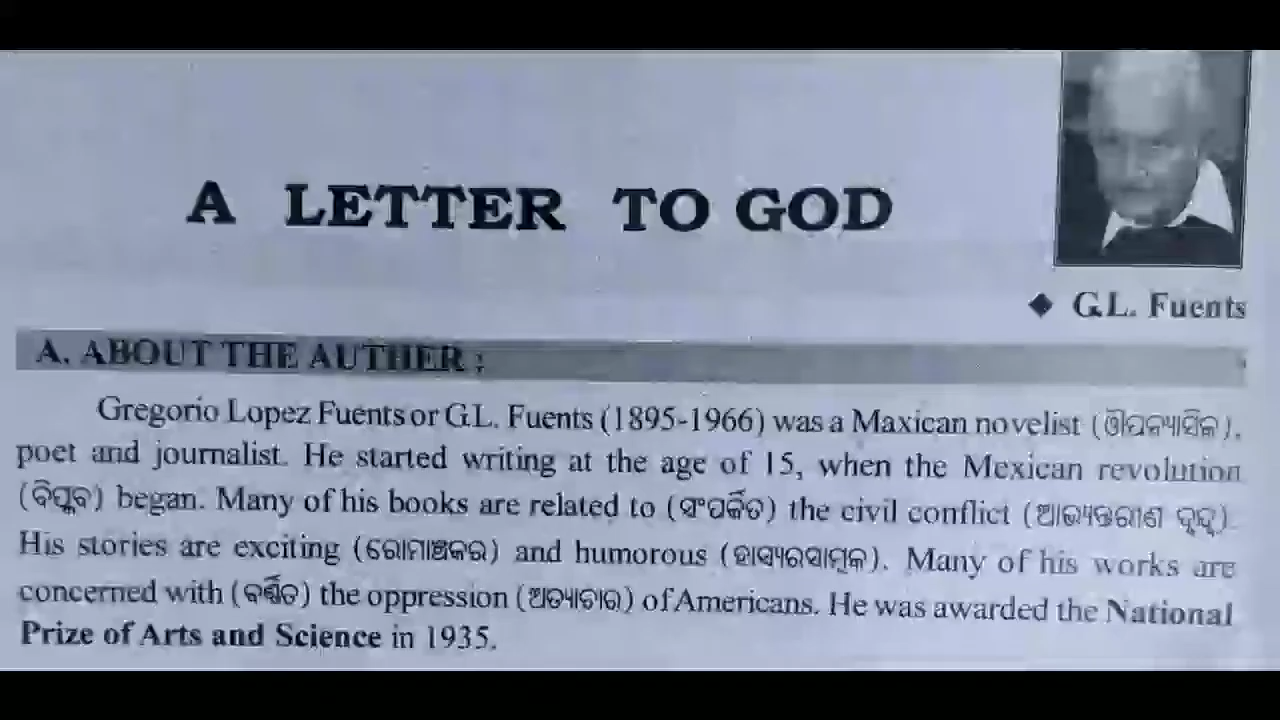 A LETTER TO GOD
◆ G.L. Fuents
A. ABOUT THE AUTHER :
Gregorio Lopez Fuents or G.L. Fuents (1895-1966) was a Maxican novelist (ଔପନ୍ୟାସିକ),
poet and journalist. He started writing at the age of 15, when the Mexican revolution
(ବିପ୍ଳବ) began. Many of his books are related to (ସଂପର୍କିତ) the civil conflict (ଆଭ୍ୟନ୍ତରୀଣ ଦ୍ୱନ୍ଦ୍ୱ).
His stories are exciting (ରୋମାଞ୍ଚକର) and humorous (ହାସ୍ୟରସାତ୍ମକ). Many of his works are
concerned with (ବର୍ଣ୍ଣିତ) the oppression (ଅତ୍ୟାଚାର) of Americans. He was awarded the National
Prize of Arts and Science in 1935.